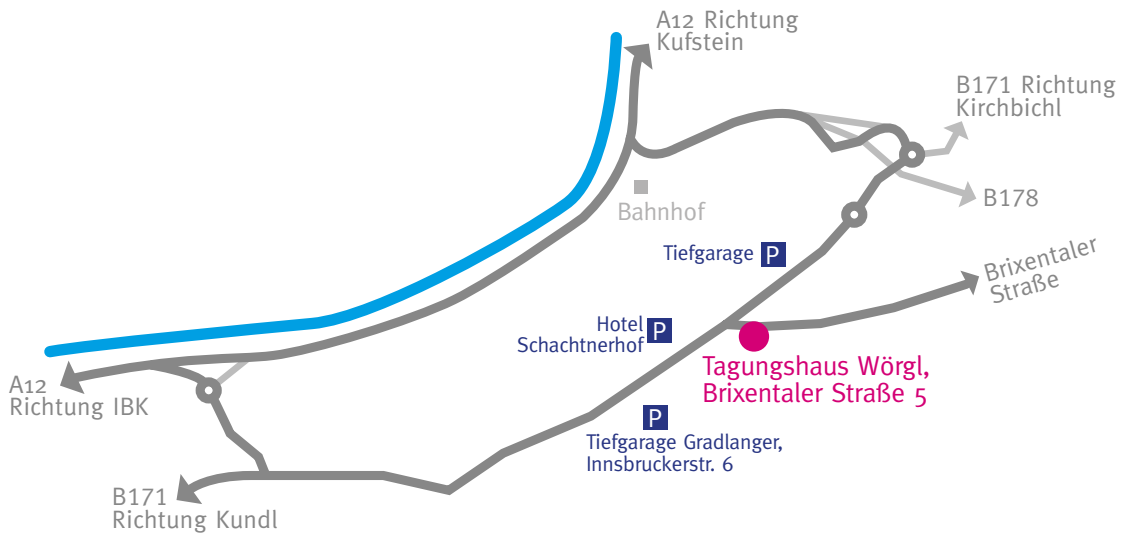 A12 Richtung
Kufstein
B171 Richtung
Kirchbichl
B178
Bahnhof
Tiefgarage P
Brixentaler
Straße
Hotel
Schachtnerhof
P
Tagungshaus Wörgl,
Brixentaler Straße 5
A12
Richtung IBK
P
Tiefgarage Gradlanger,
Innsbruckerstr. 6
B171
Richtung Kundl